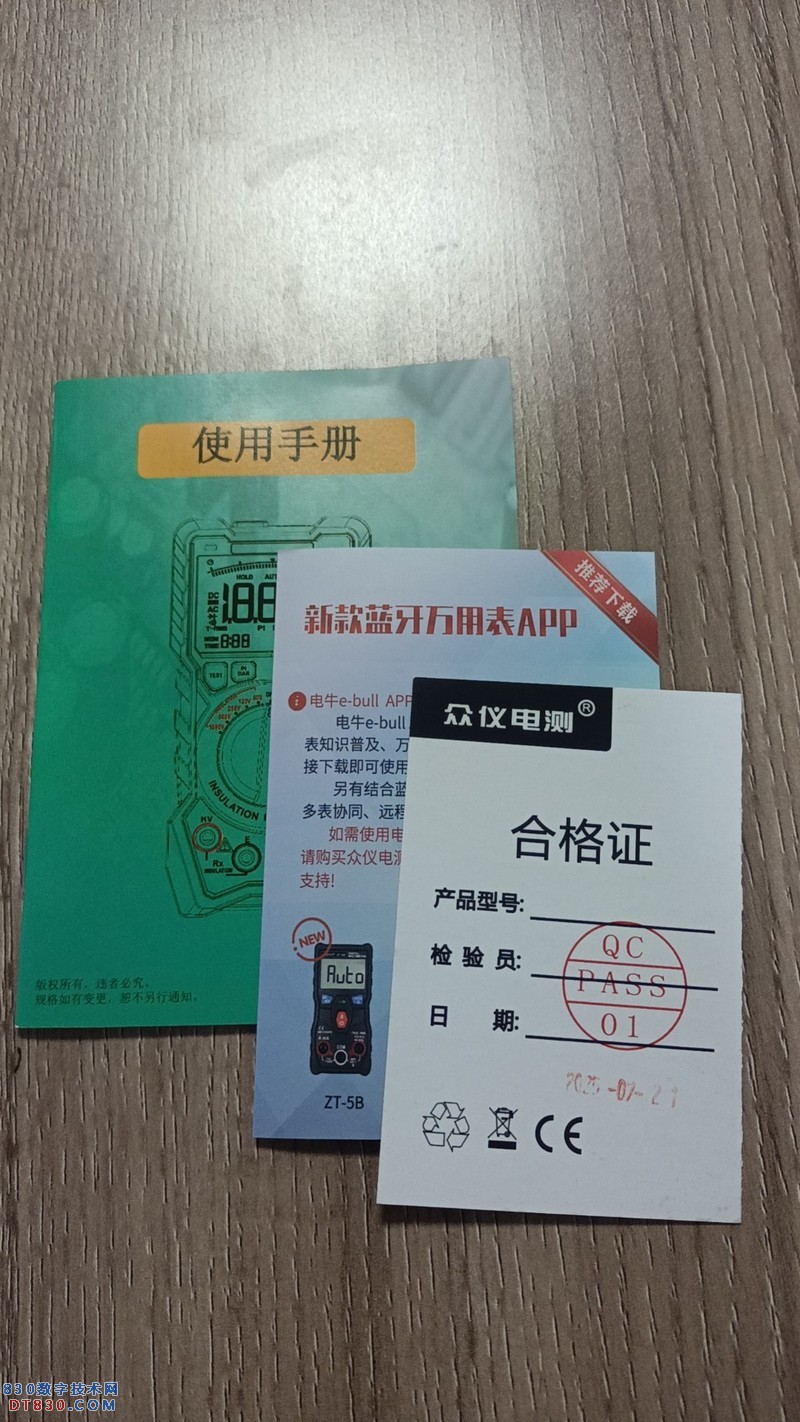 使用手册
HOLD
TEST
INSULATION
HV
E
Rx
INSULATION
版权所有，违者必究。
规格如有变更，恕不另行通知。
推荐下载
新款蓝牙万用表APP
电牛e-bull APP
电牛e-bull
表知识普及、万
接下载即可使用
另有结合蓝
多表协同、远程
如需使用电
请购买众仪电测
支持!
NEW
Auto
ZT-5B
众仪电测®
合格证
产品型号:
检验员:
日期:
QC
PASS
01
CE
830数字技术网
DT830.COM